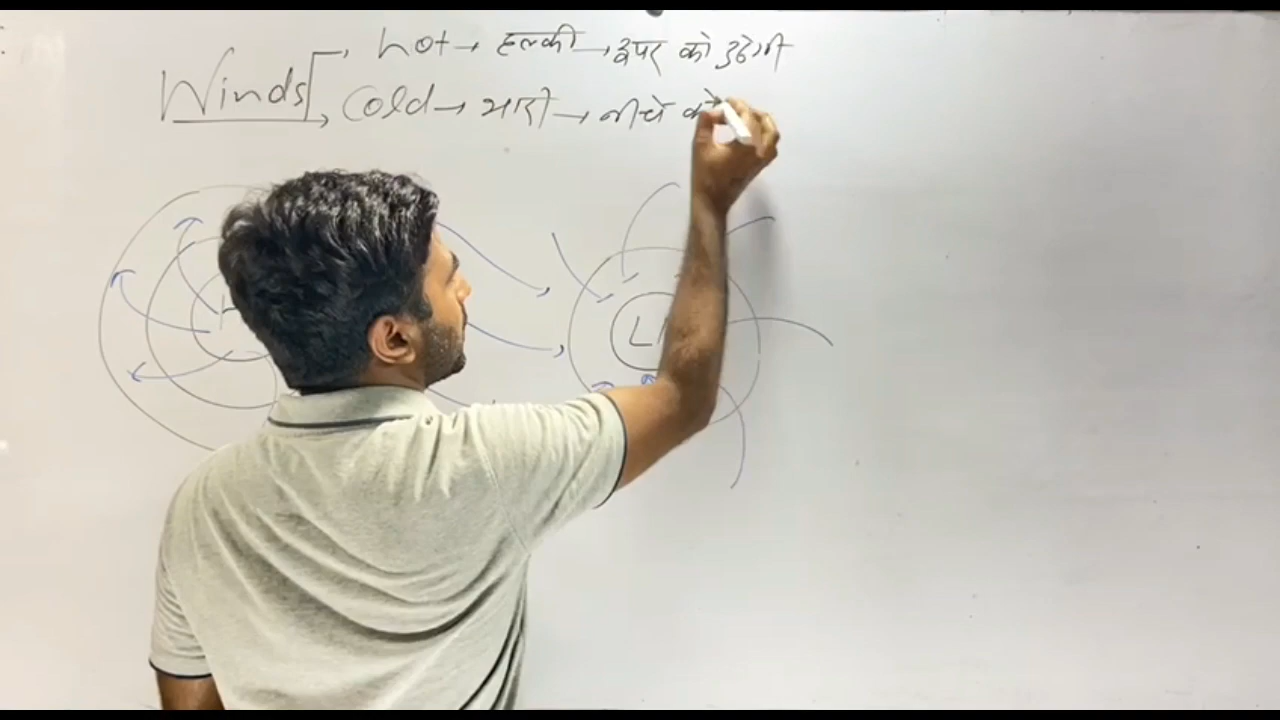 Winds hot → हल्की → ऊपर को उठेगी
Cold → भारी → नीचे को
H
L